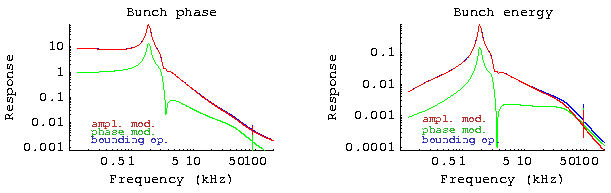 Bunch phase
Response
10
1
0.1
0.01
0.001
ampl. mod.
phase mod.
bounding op.
0.5 1 5 10 50 100
Frequency (kHz)
Bunch energy
Response
0.1
0.01
0.001
0.0001
ampl. mod.
phase mod.
bounding op.
0.5 1 5 10 50 100
Frequency (kHz)